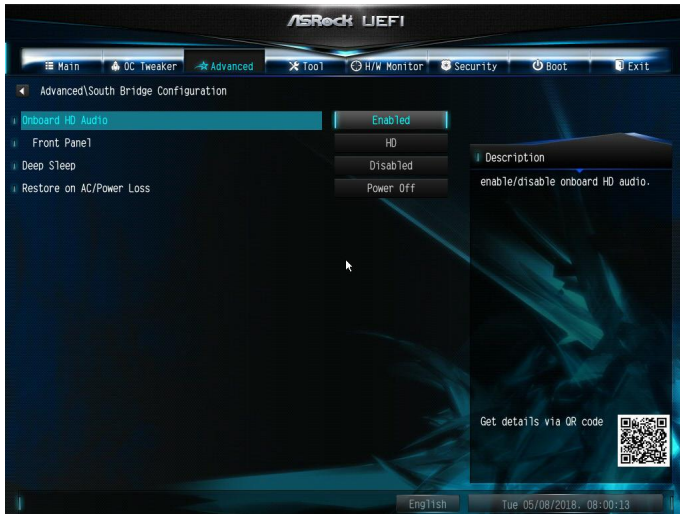 ASRock UEFI
Main OC Tweaker Advanced Tool H/W Monitor Security Boot Exit
Advanced\South Bridge Configuration
Onboard HD Audio Enabled
Front Panel HD
Deep Sleep Disabled
Restore on AC/Power Loss Power Off
Description
enable/disable onboard HD audio.
Get details via QR code
English Tue 05/08/2018. 08:00:13